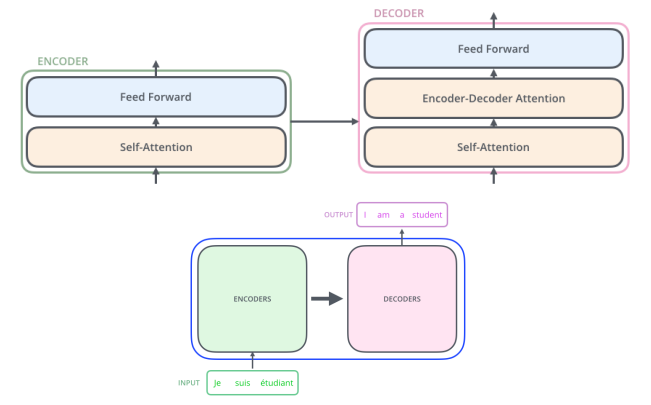 DECODER
Feed Forward
ENCODER
Feed Forward
Encoder-Decoder Attention
Self-Attention
Self-Attention
OUTPUT I am a student
ENCODERS DECODERS
INPUT Je suis étudiant